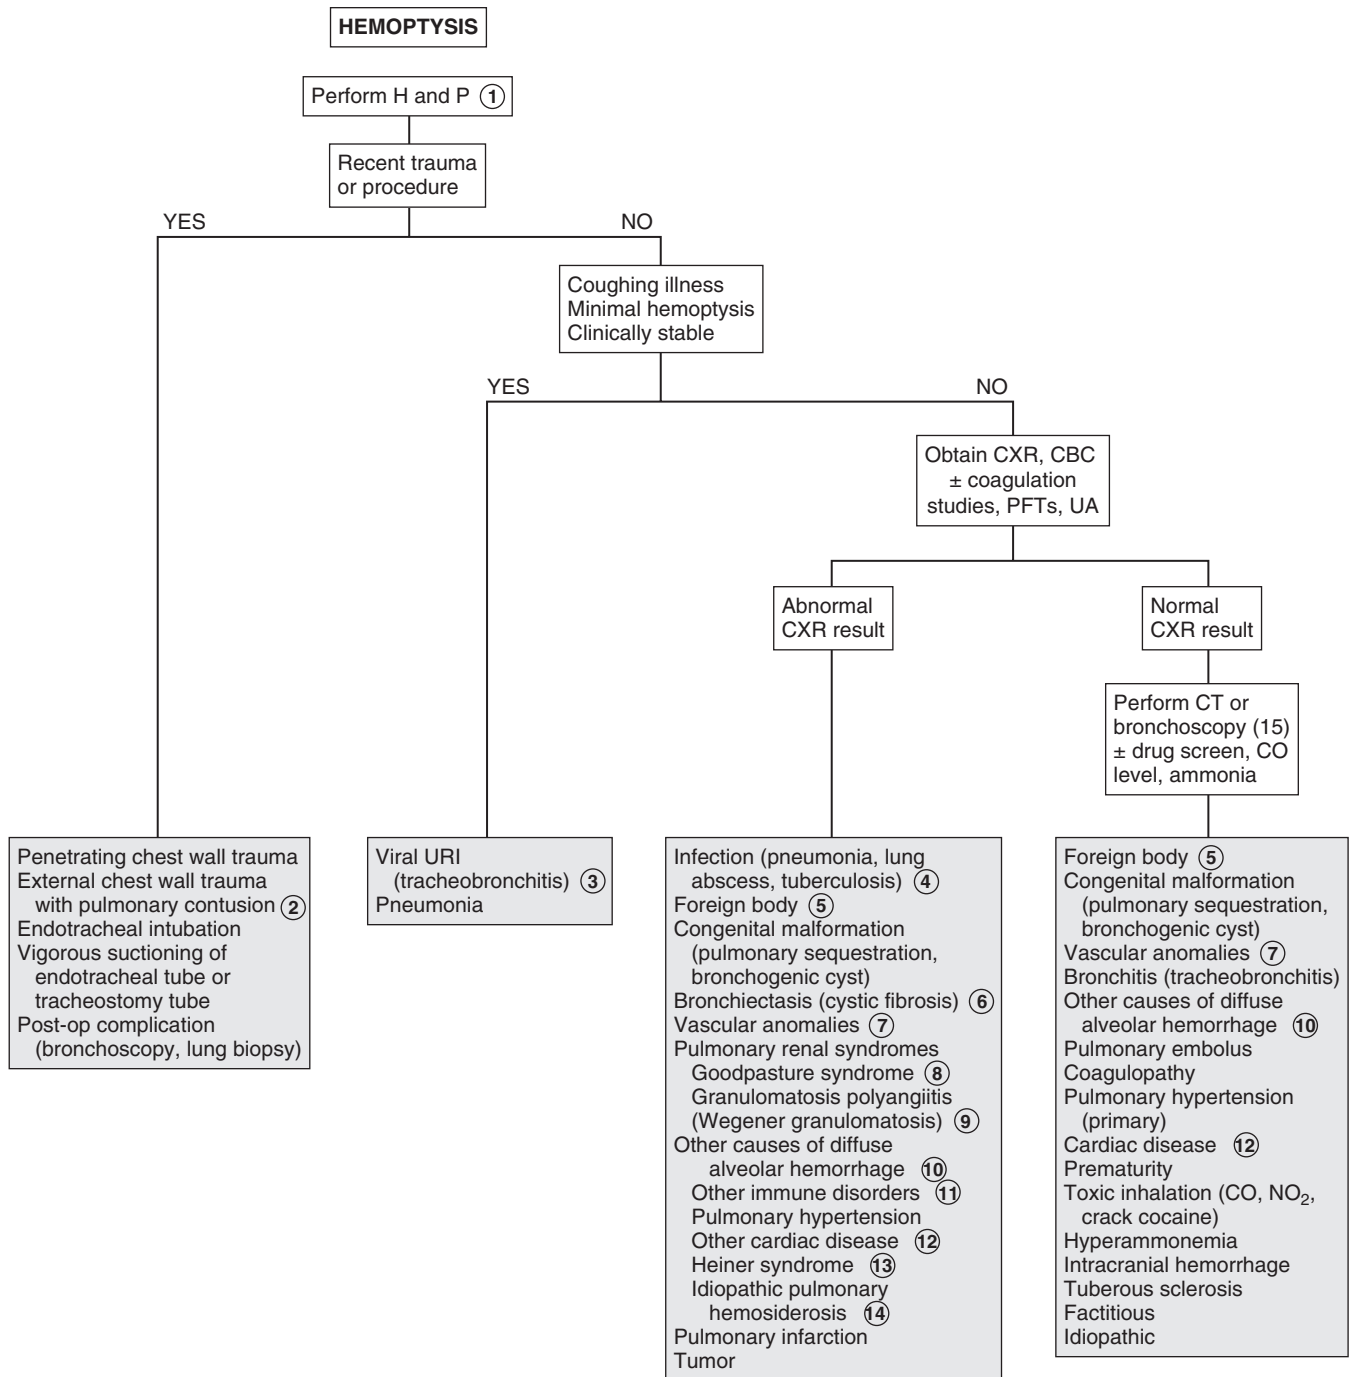 HEMOPTYSIS
Perform H and P ①
Recent trauma
or procedure
YES
NO
Coughing illness
Minimal hemoptysis
Clinically stable
YES
NO
Obtain CXR, CBC
± coagulation
studies, PFTs, UA
Abnormal
CXR result
Normal
CXR result
Perform CT or
bronchoscopy (15)
± drug screen, CO
level, ammonia
Penetrating chest wall trauma
External chest wall trauma
with pulmonary contusion ②
Endotracheal intubation
Vigorous suctioning of
endotracheal tube or
tracheostomy tube
Post-op complication
(bronchoscopy, lung biopsy)
Viral URI
(tracheobronchitis) ③
Pneumonia
Infection (pneumonia, lung
abscess, tuberculosis) ④
Foreign body ⑤
Congenital malformation
(pulmonary sequestration,
bronchogenic cyst)
Bronchiectasis (cystic fibrosis) ⑥
Vascular anomalies ⑦
Pulmonary renal syndromes
Goodpasture syndrome ⑧
Granulomatosis polyangiitis
(Wegener granulomatosis) ⑨
Other causes of diffuse
alveolar hemorrhage ⑩
Other immune disorders ⑪
Pulmonary hypertension
Other cardiac disease ⑫
Heiner syndrome ⑬
Idiopathic pulmonary
hemosiderosis ⑭
Pulmonary infarction
Tumor
Foreign body ⑤
Congenital malformation
(pulmonary sequestration,
bronchogenic cyst)
Vascular anomalies ⑦
Bronchitis (tracheobronchitis)
Other causes of diffuse
alveolar hemorrhage ⑩
Pulmonary embolus
Coagulopathy
Pulmonary hypertension
(primary)
Cardiac disease ⑫
Prematurity
Toxic inhalation (CO, NO₂,
crack cocaine)
Hyperammonemia
Intracranial hemorrhage
Tuberous sclerosis
Factitious
Idiopathic